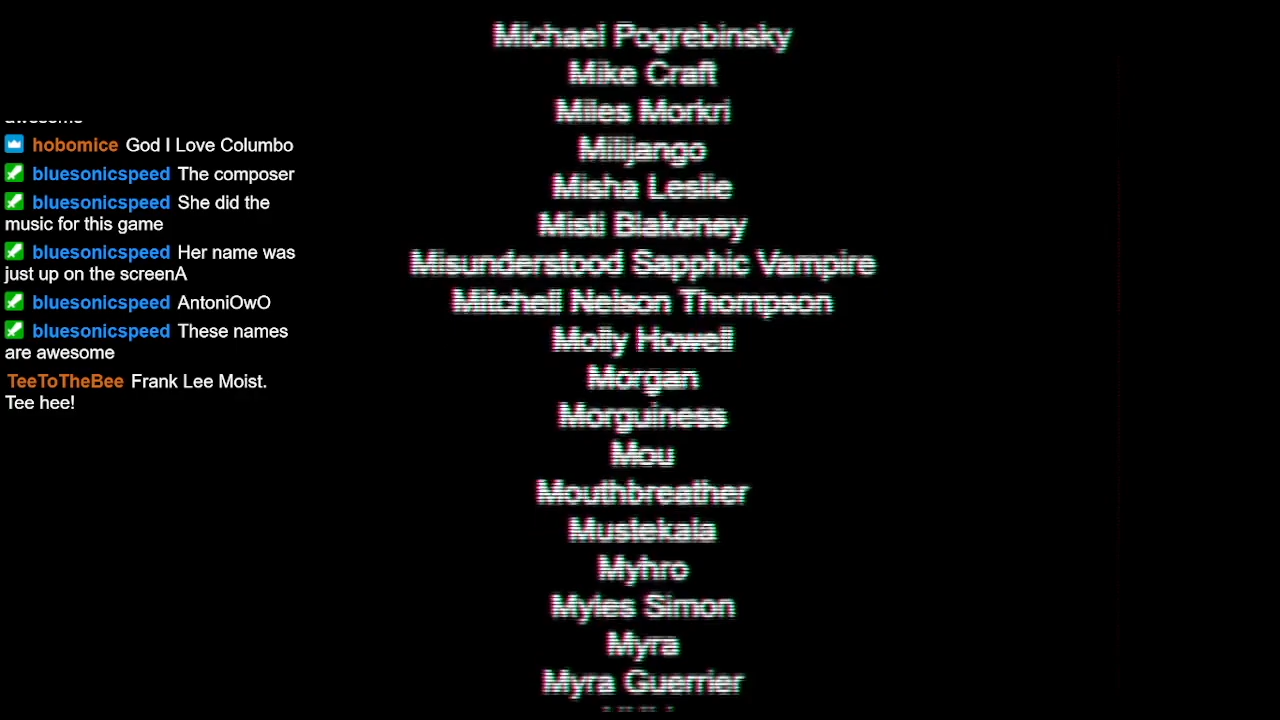 awesome
hobomice God I Love Columbo
bluesonicspeed The composer
bluesonicspeed She did the
music for this game
bluesonicspeed Her name was
just up on the screenA
bluesonicspeed AntoniOwO
bluesonicspeed These names
are awesome
TeeToTheBee Frank Lee Moist.
Tee hee!
Michael Pogrebinsky
Mike Craft
Miles Morkri
Milijango
Misha Leslie
Misti Blakeney
Misunderstood Sapphic Vampire
Mitchell Nelson Thompson
Molly Howell
Morgan
Morguiness
Mou
Mouthbreather
Mustekala
Myhro
Myles Simon
Myra
Myra Guerrier